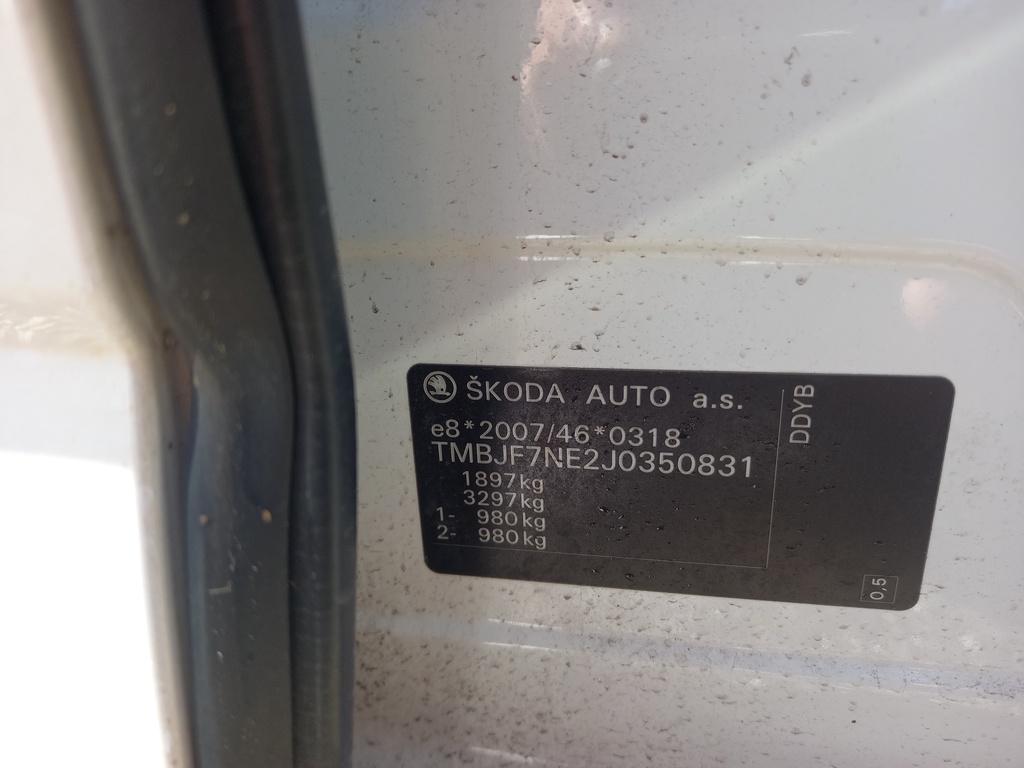 ŠKODA AUTO a.s.
e8*2007/46*0318
TMBJF7NE2J0350831
1897kg
3297kg
1- 980kg
2- 980kg
DDYB
0,5